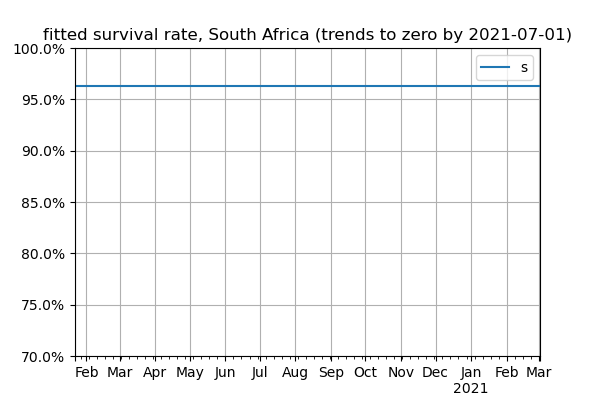 fitted survival rate, South Africa (trends to zero by 2021-07-01)
100.0%
s
95.0%
90.0%
85.0%
80.0%
75.0%
70.0%
Feb Mar Apr May Jun Jul Aug Sep Oct Nov Dec Jan Feb Mar
2021